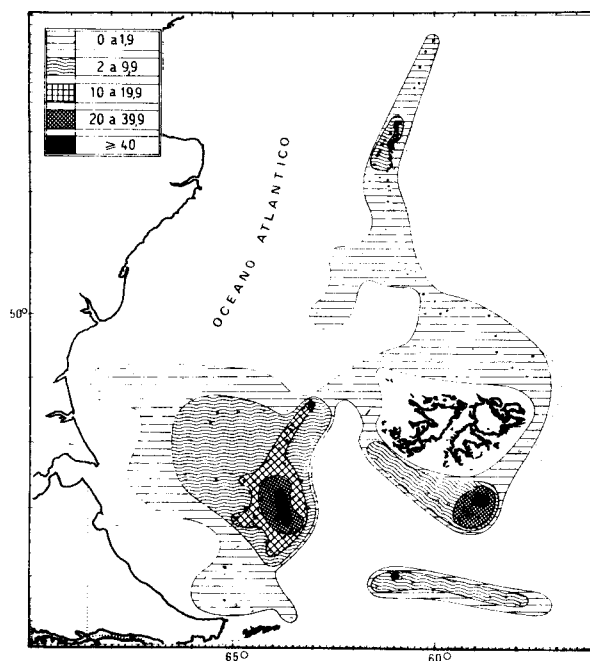 0 a 1,9
2 a 9,9
10 a 19,9
20 a 39,9
⩾ 40
OCEANO ATLANTICO
50°
65°
60°